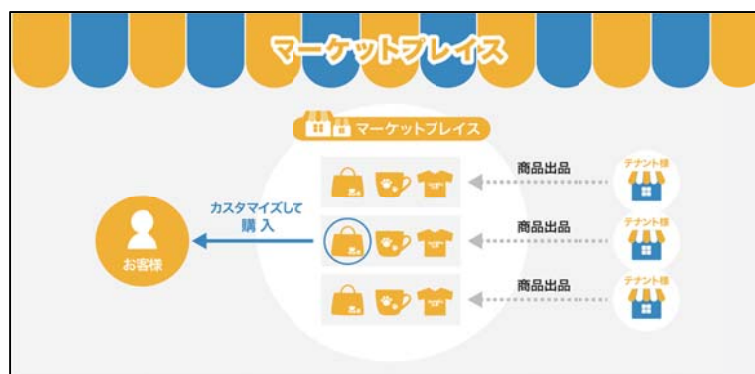 マーケットプレイス
マーケットプレイス
商品出品
テナント様
カスタマイズして
購入
商品出品
テナント様
お客様
商品出品
テナント様